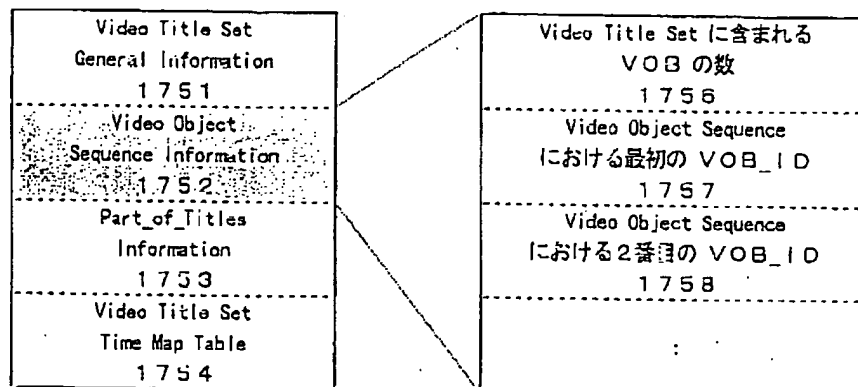 Video Title Set
General Information
1751
Video Object
Sequence Information
1752
Part_of_Titles
Information
1753
Video Title Set
Time Map Table
1754
Video Title Set に含まれる
VOB の数
1756
Video Object Sequence
における最初の VOB_ID
1757
Video Object Sequence
における2番目の VOB_ID
1758
: